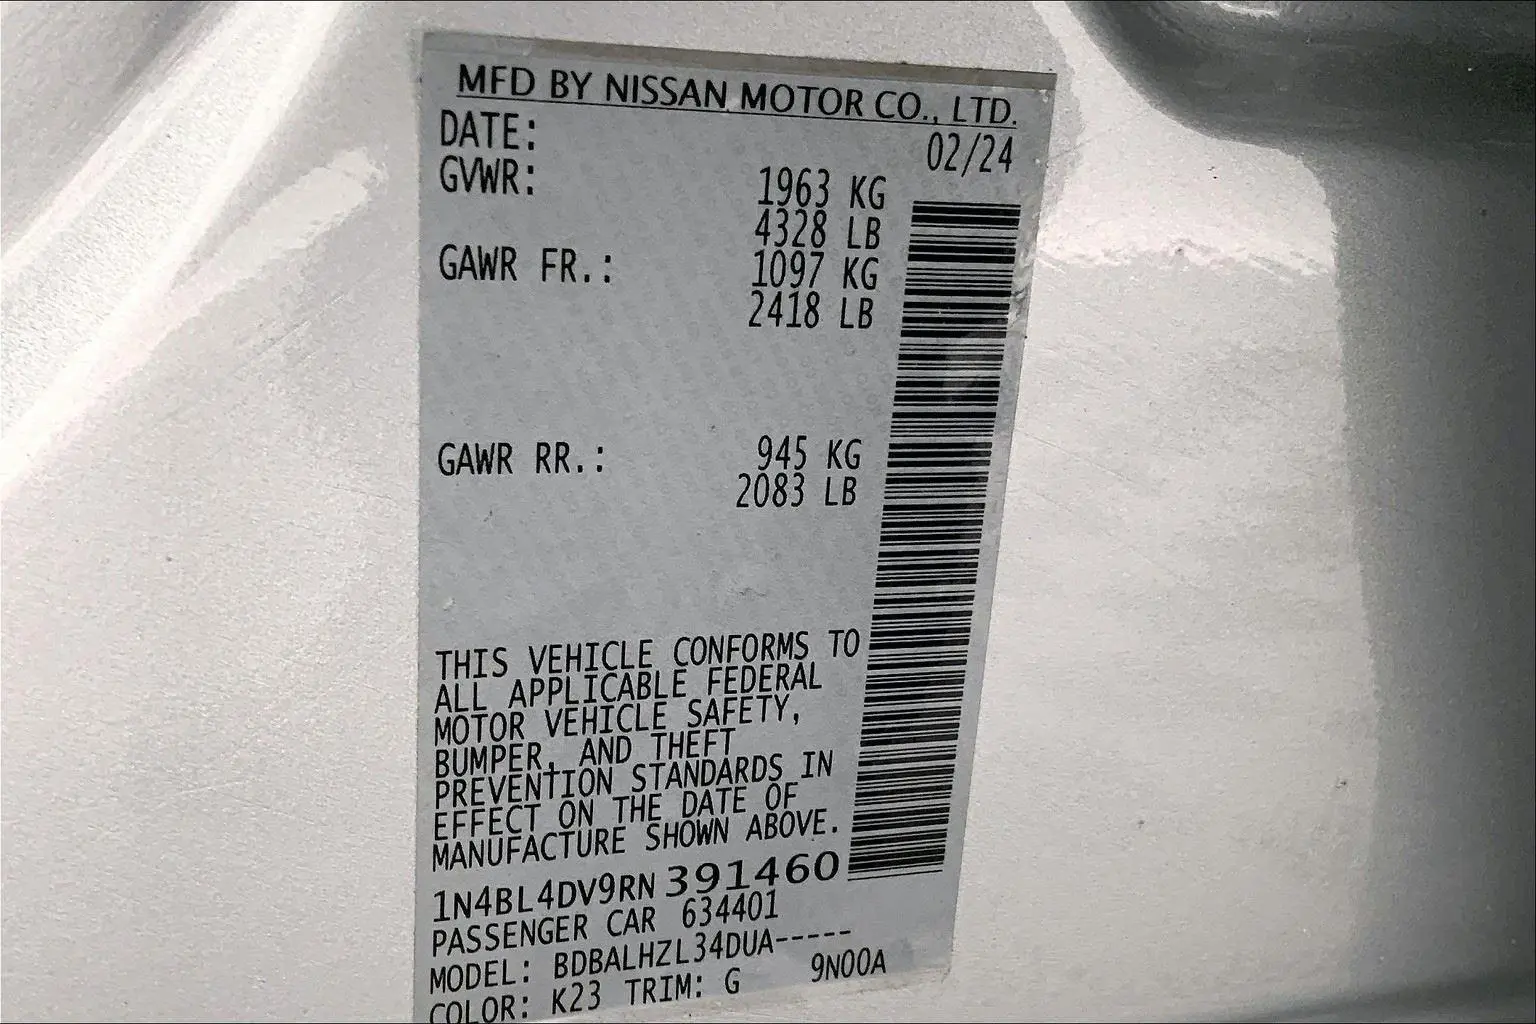 MFD BY NISSAN MOTOR CO., LTD.
DATE: 02/24
GVWR: 1963 KG
4328 LB
GAWR FR.: 1097 KG
2418 LB
GAWR RR.: 945 KG
2083 LB
THIS VEHICLE CONFORMS TO
ALL APPLICABLE FEDERAL
MOTOR VEHICLE SAFETY,
BUMPER, AND THEFT
PREVENTION STANDARDS IN
EFFECT ON THE DATE OF
MANUFACTURE SHOWN ABOVE.
1N4BL4DV9RN 391460
PASSENGER CAR 634401
MODEL: BDBALHZL34DUA-----
COLOR: K23 TRIM: G 9N00A